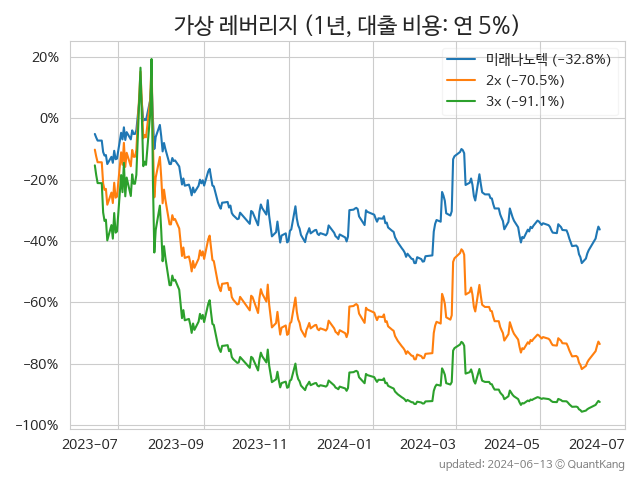 가상 레버리지 (1년, 대출 비용: 연 5%)
미래나노텍 (−32.8%)
2x (−70.5%)
3x (−91.1%)
20%
0%
−20%
−40%
−60%
−80%
−100%
2023-07 2023-09 2023-11 2024-01 2024-03 2024-05 2024-07
updated: 2024-06-13 © QuantKang